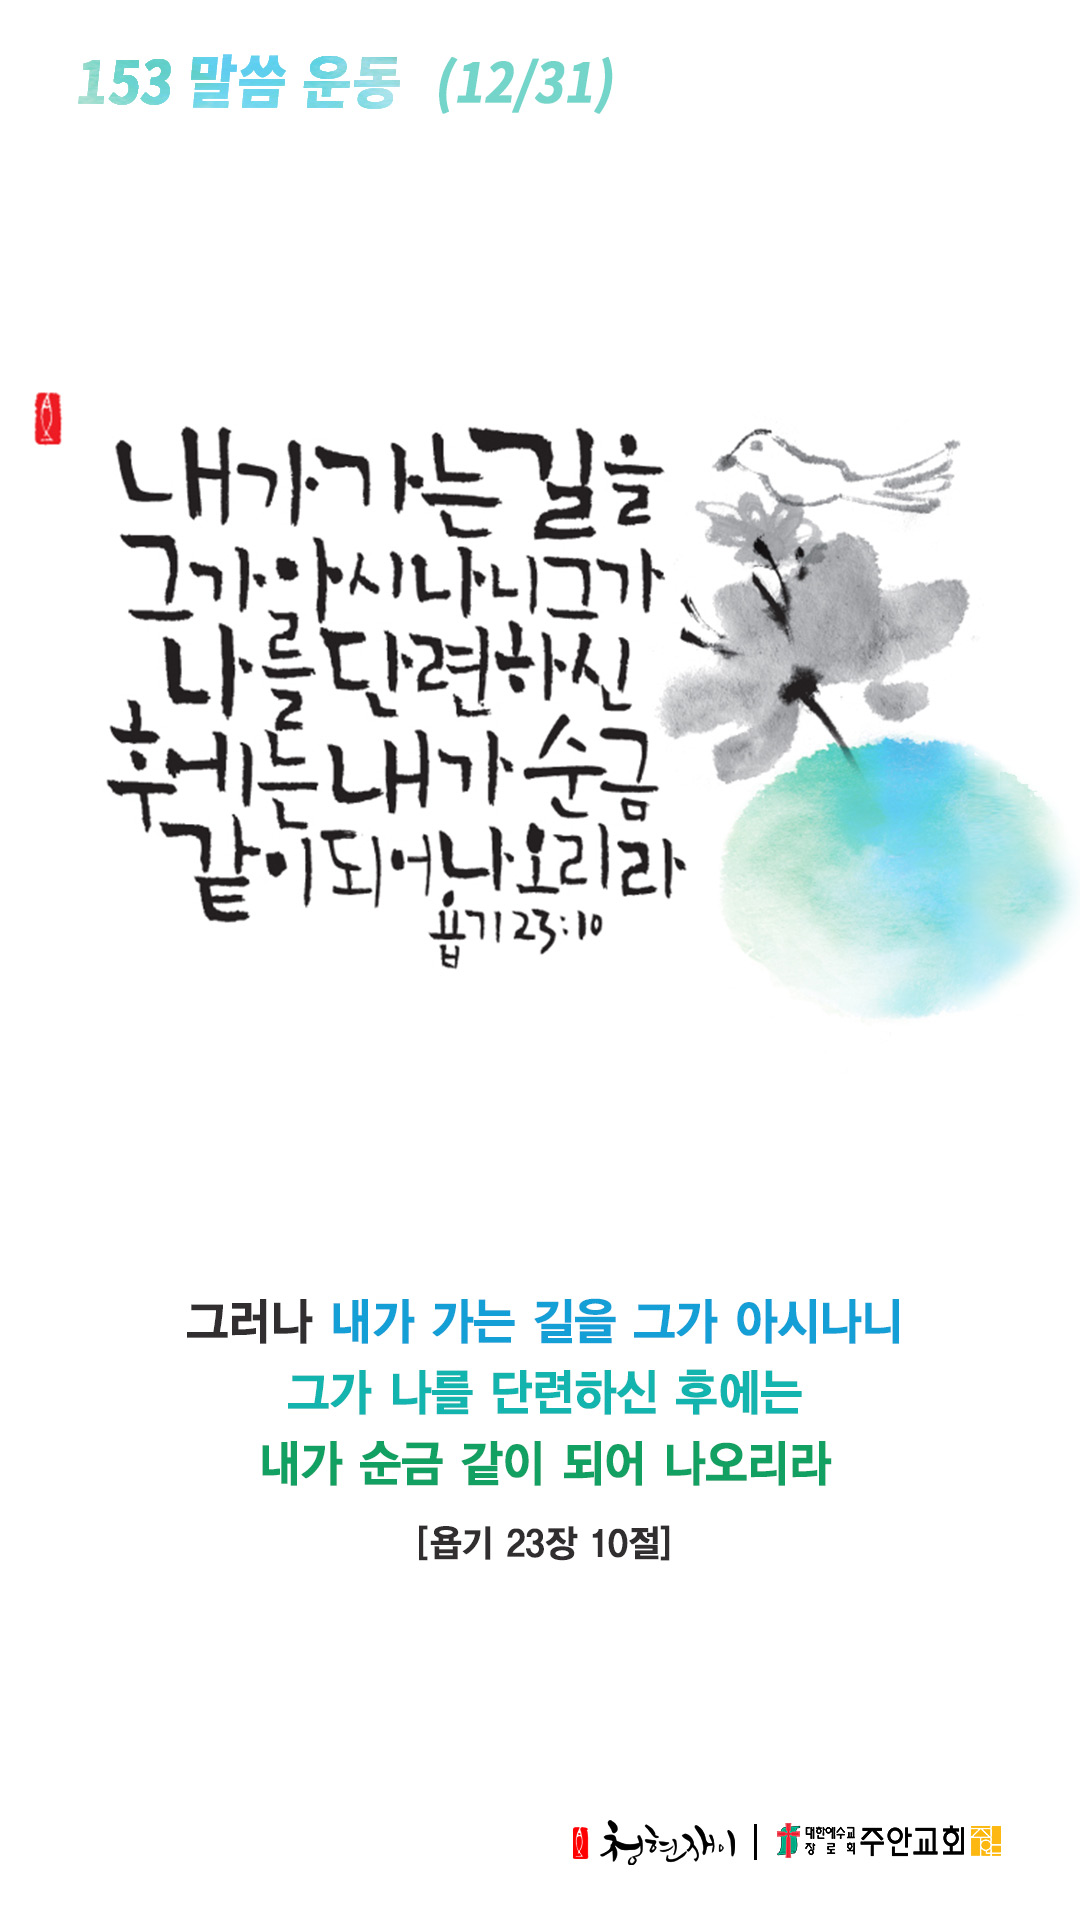 153 말씀 운동 (12/31)
내가 가는 길을
그가 아시나니 그가
나를 단련하신
후에는 내가 순금
같이 되어 나오리라
욥기 23:10
그러나 내가 가는 길을 그가 아시나니
그가 나를 단련하신 후에는
내가 순금 같이 되어 나오리라
[욥기 23장 10절]
청현재이 | 대한예수교 장로회 주안교회